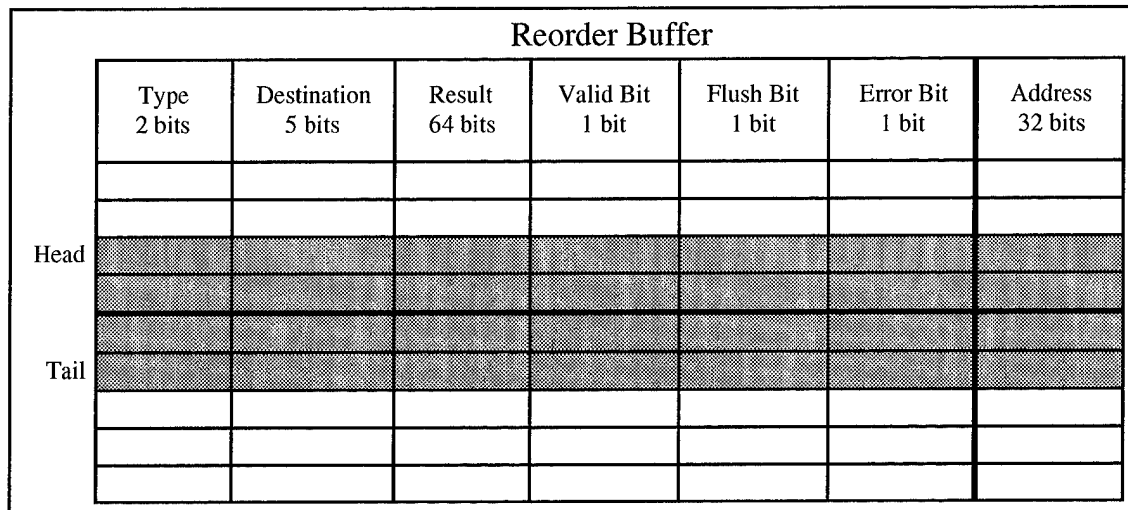 Reorder Buffer
Type Destination Result Valid Bit Flush Bit Error Bit Address
2 bits 5 bits 64 bits 1 bit 1 bit 1 bit 32 bits
Head
Tail